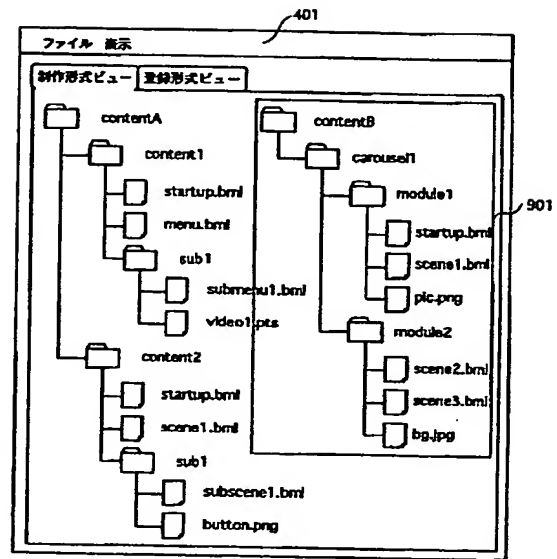 401
ファイル 表示
制作形式ビュー 登録形式ビュー
contentA
content1
startup.bml
menu.bml
sub1
submenu1.bml
video1.pts
content2
startup.bml
scene1.bml
sub1
subscene1.bml
button.png
contentB
carousel1
module1
startup.bml
scene1.bml
pic.png
module2
scene2.bml
scene3.bml
bg.jpg
901